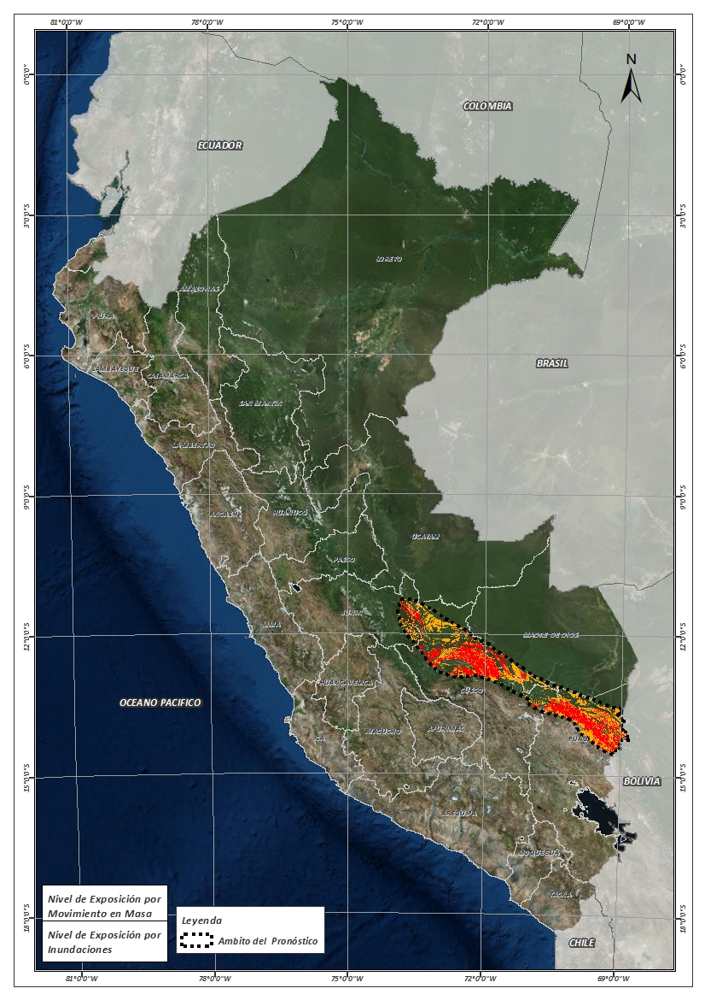 81°0'0"W 78°0'0"W 75°0'0"W 72°0'0"W 69°0'0"W
N
0°0'0" 0°0'0"
COLOMBIA
ECUADOR
3°0'0"S 3°0'0"S
LORETO
AMAZONAS
PIURA
6°0'0"S 6°0'0"S
BRASIL
LAMBAYEQUE
CAJAMARCA
SAN MARTIN
LA LIBERTAD
9°0'0"S 9°0'0"S
ANCASH
HUANUCO
UCAYALI
PASCO
JUNIN
LIMA
MADRE DE DIOS
12°0'0"S 12°0'0"S
HUANCAVELICA
CUSCO
OCEANO PACIFICO
AYACUCHO
APURIMAC
ICA
PUNO
15°0'0"S 15°0'0"S
BOLIVIA
AREQUIPA
MOQUEGUA
TACNA
18°0'0"S 18°0'0"S
CHILE
Nivel de Exposición por
Movimiento en Masa
Nivel de Exposición por
Inundaciones
Leyenda
Ambito del Pronóstico
81°0'0"W 78°0'0"W 75°0'0"W 72°0'0"W 69°0'0"W